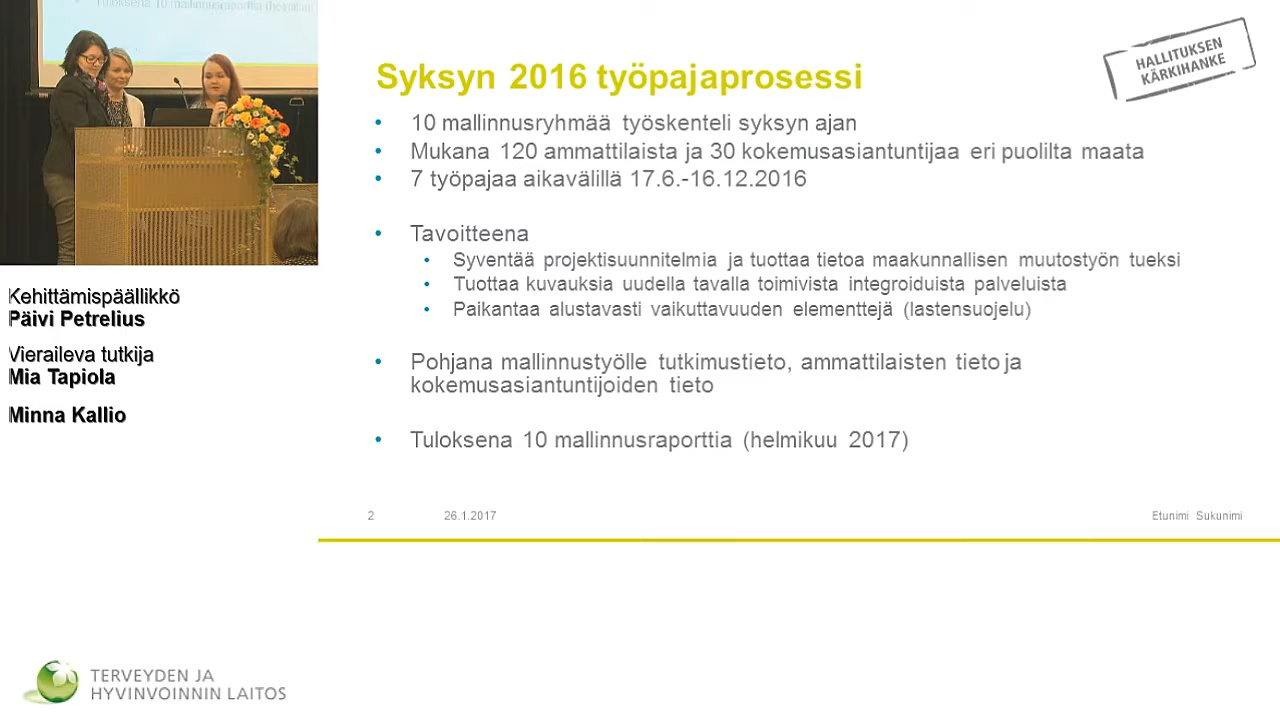 Tuloksena 10 mallinnusraporttia
Syksyn 2016 työpajaprosessi
HALLITUKSEN
KÄRKIHANKE
• 10 mallinnusryhmää työskenteli syksyn ajan
• Mukana 120 ammattilaista ja 30 kokemusasiantuntijaa eri puolilta maata
• 7 työpajaa aikavälillä 17.6.-16.12.2016
• Tavoitteena
• Syventää projektisuunnitelmia ja tuottaa tietoa maakunnallisen muutostyön tueksi
• Tuottaa kuvauksia uudella tavalla toimivista integroiduista palveluista
• Paikantaa alustavasti vaikuttavuuden elementtejä (lastensuojelu)
• Pohjana mallinnustyölle tutkimustieto, ammattilaisten tieto ja
kokemusasiantuntijoiden tieto
• Tuloksena 10 mallinnusraporttia (helmikuu 2017)
2 26.1.2017 Etunimi Sukunimi
Kehittämispäällikkö
Päivi Petrelius
Vieraileva tutkija
Mia Tapiola
Minna Kallio
TERVEYDEN JA
HYVINVOINNIN LAITOS